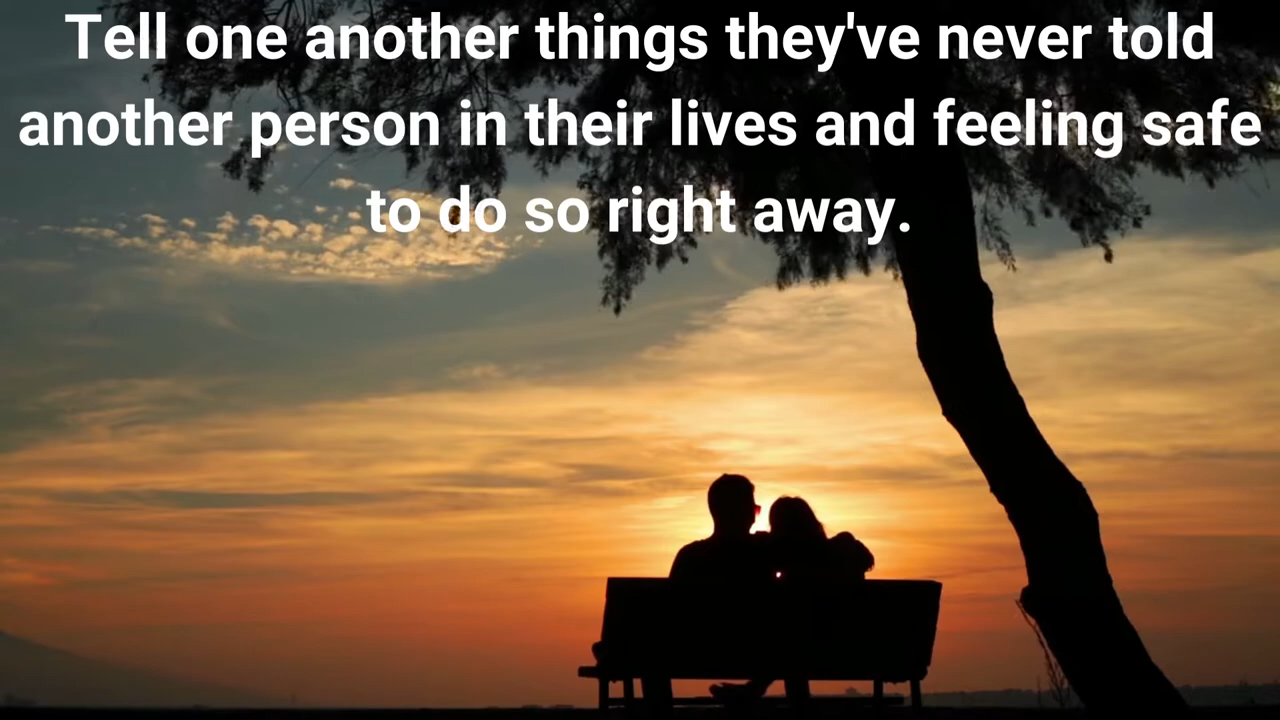 Tell one another things they've never told
another person in their lives and feeling safe
to do so right away.